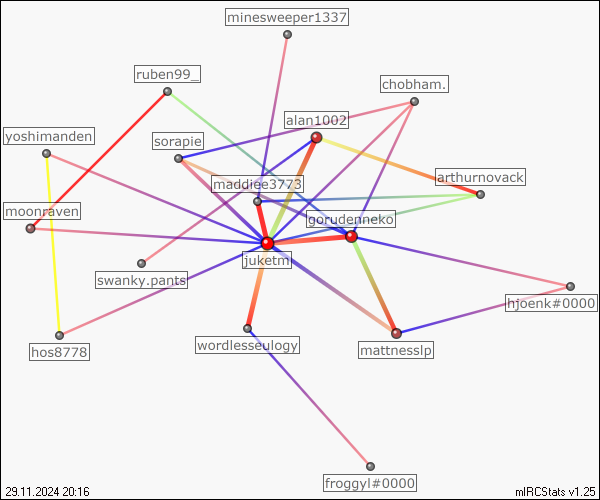 minesweeper1337
ruben99_
chobham.
alan1002
yoshimanden
sorapie
arthurnovack
maddiee3773
moonraven
gorudenneko
juketm
swanky.pants
hjoenk#0000
wordlesseulogy
hos8778
mattnesslp
froggyl#0000
29.11.2024 20:16
mIRCStats v1.25